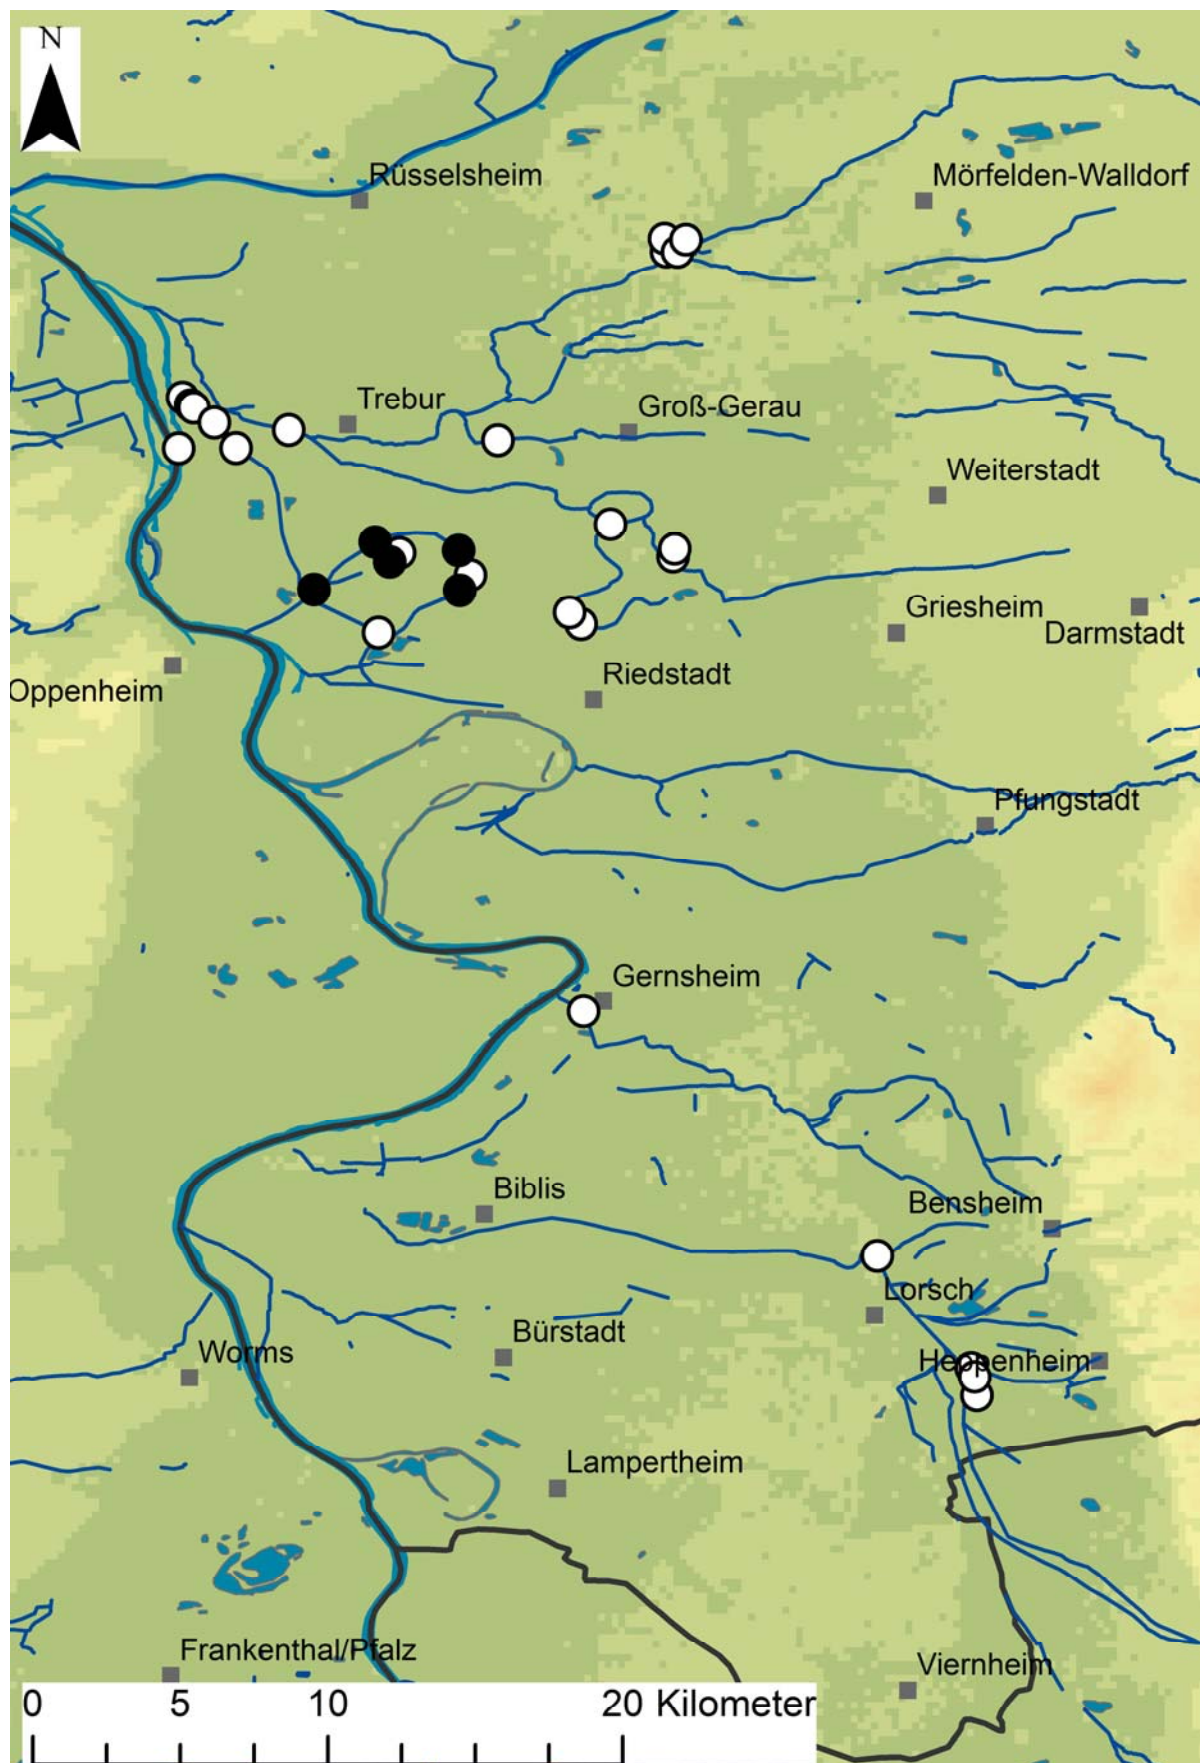 N
Rüsselsheim
Mörfelden-Walldorf
Trebur
Groß-Gerau
Weiterstadt
Griesheim
Darmstadt
Oppenheim
Riedstadt
Pfungstadt
Gernsheim
Biblis
Bensheim
Lorsch
Bürstadt
Worms
Heppenheim
Lampertheim
Frankenthal/Pfalz
Viernheim
0 5 10 20 Kilometer